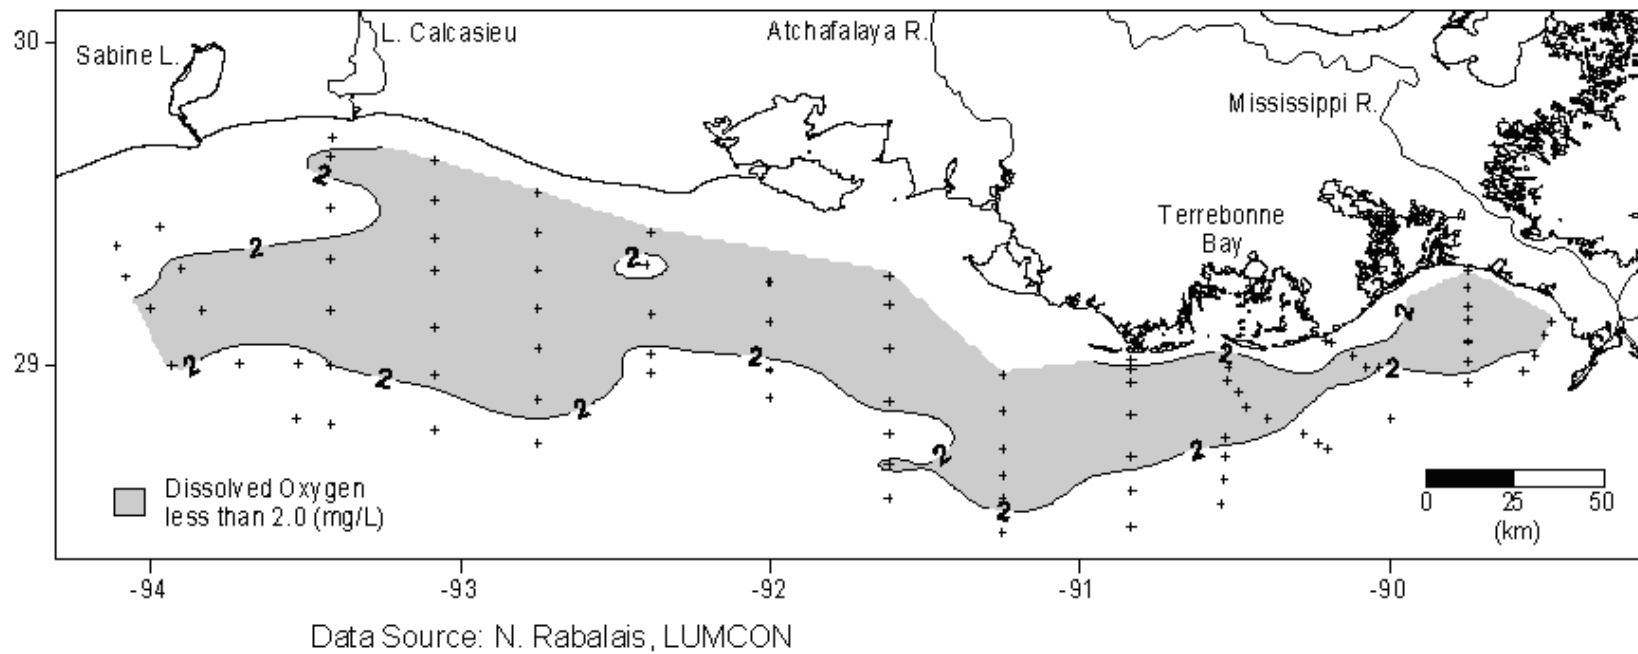 30
L. Calcasieu
Atchafalaya R.
Sabine L.
Mississippi R.
2
Terrebonne
Bay
2
2
2
29
2
2
2
2
2
2
2
2
2
Dissolved Oxygen
less than 2.0 (mg/L)
0 25 50
(km)
-94 -93 -92 -91 -90
Data Source: N. Rabalais, LUMCON